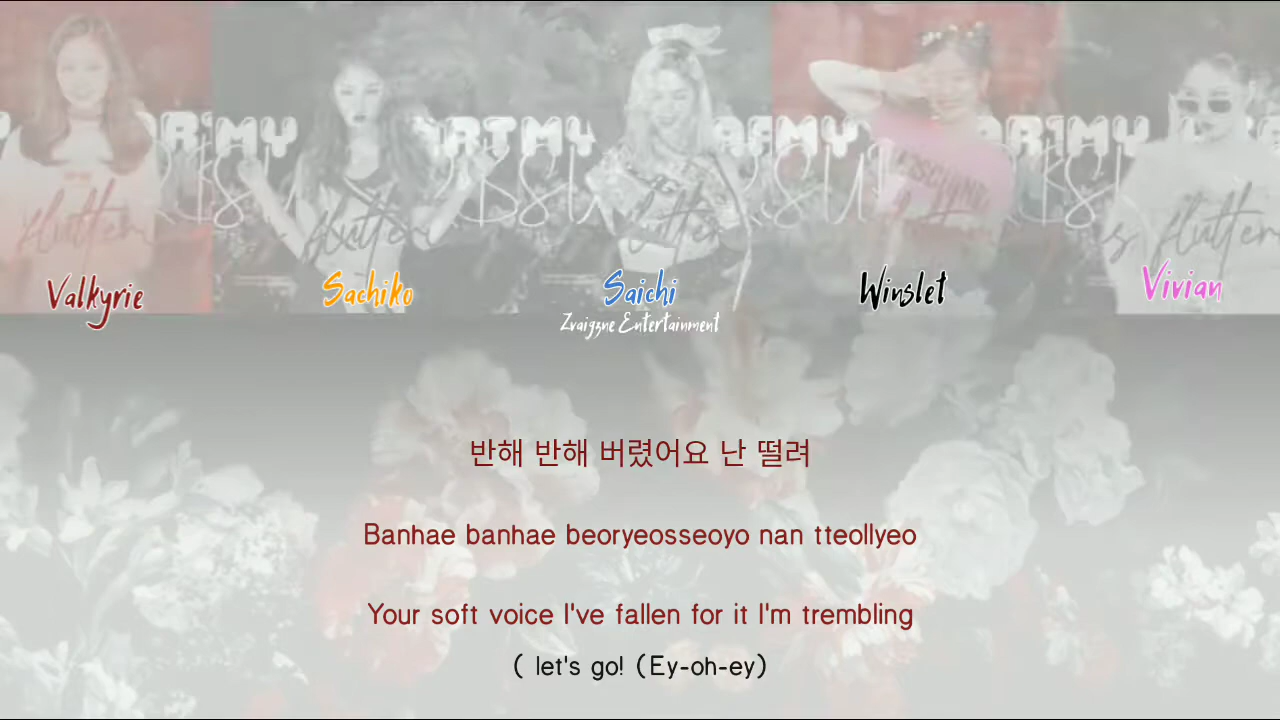 Valkyrie
Sachiko
Saichi
Winslet
Vivian
Zvaigzne Entertainment
반해 반해 버렸어요 난 떨려
Banhae banhae beoryeosseoyo nan tteollyeo
Your soft voice I've fallen for it I'm trembling
( let's go! (Ey-oh-ey)